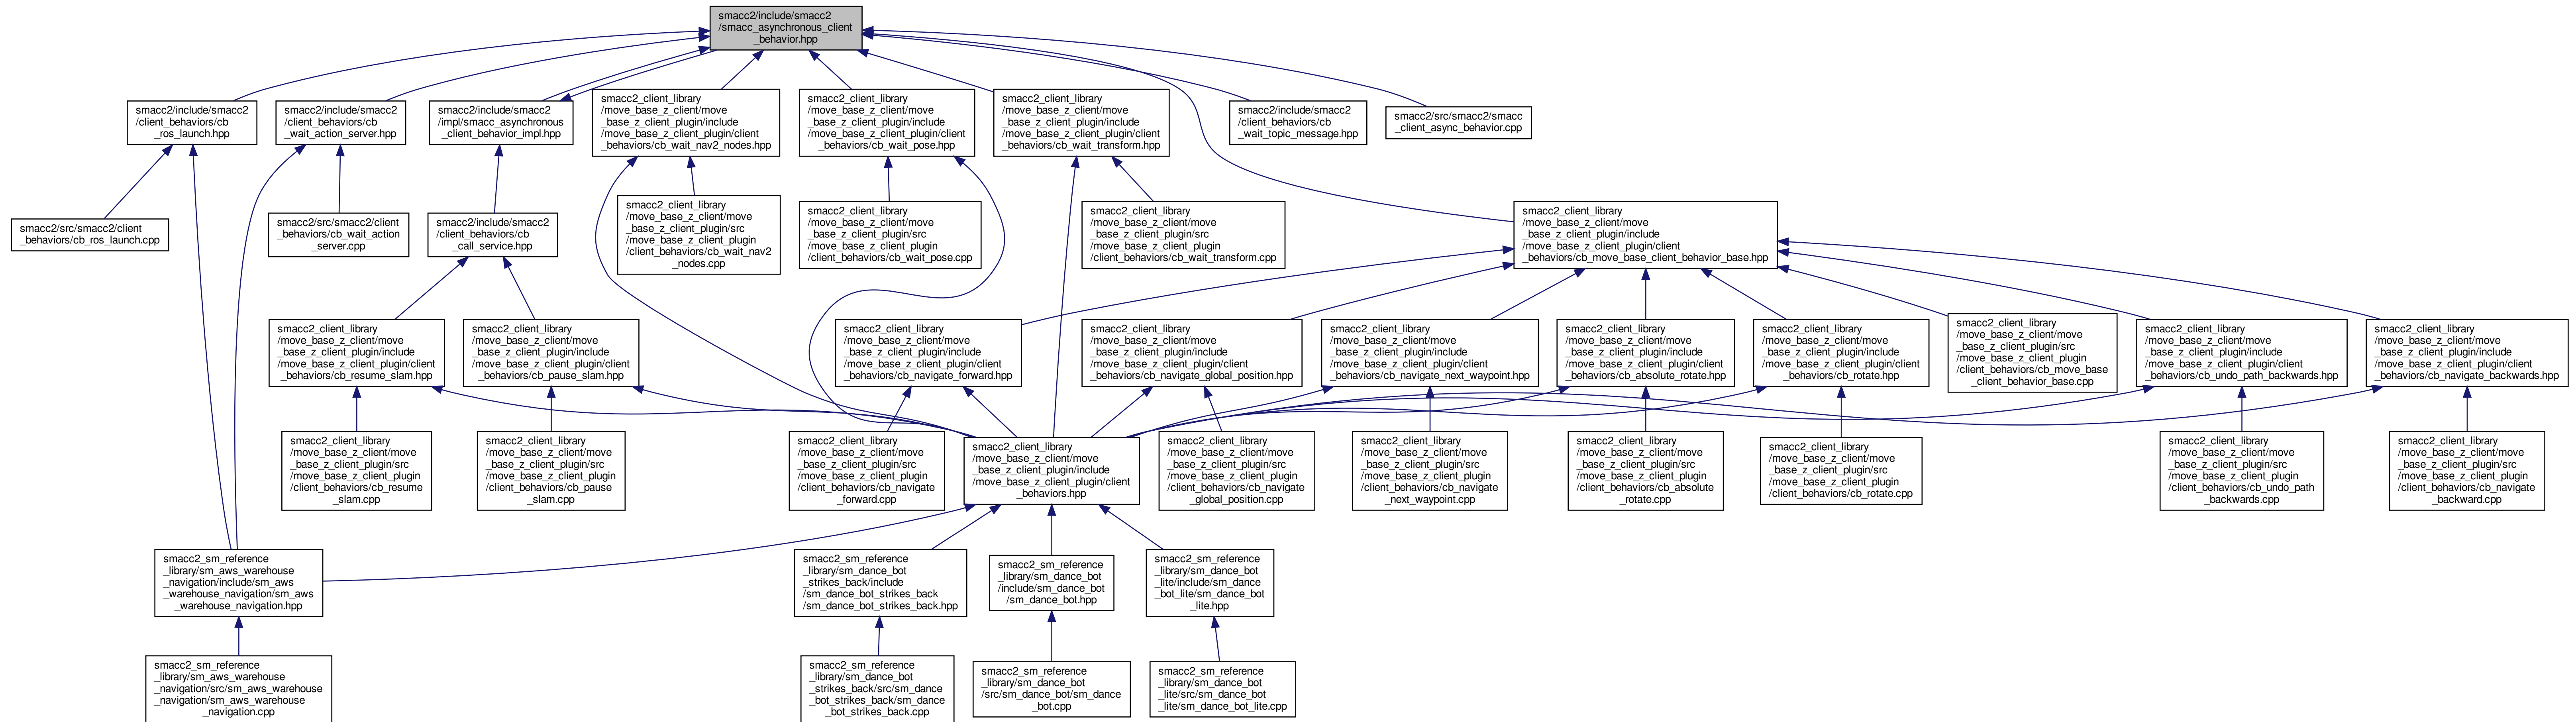 smacc2/include/smacc2
/smacc_asynchronous_client
_behavior.hpp
smacc2/include/smacc2
/client_behaviors/cb
_ros_launch.hpp
smacc2/include/smacc2
/client_behaviors/cb
_wait_action_server.hpp
smacc2/include/smacc2
/impl/smacc_asynchronous
_client_behavior_impl.hpp
smacc2_client_library
/move_base_z_client/move
_base_z_client_plugin/include
/move_base_z_client_plugin/client
_behaviors/cb_wait_nav2_nodes.hpp
smacc2_client_library
/move_base_z_client/move
_base_z_client_plugin/include
/move_base_z_client_plugin/client
_behaviors/cb_wait_pose.hpp
smacc2_client_library
/move_base_z_client/move
_base_z_client_plugin/include
/move_base_z_client_plugin/client
_behaviors/cb_wait_transform.hpp
smacc2/include/smacc2
/client_behaviors/cb
_wait_topic_message.hpp
smacc2/src/smacc2/smacc
_client_async_behavior.cpp
smacc2/src/smacc2/client
_behaviors/cb_ros_launch.cpp
smacc2/src/smacc2/client
_behaviors/cb_wait_action
_server.cpp
smacc2/include/smacc2
/client_behaviors/cb
_call_service.hpp
smacc2_client_library
/move_base_z_client/move
_base_z_client_plugin/src
/move_base_z_client_plugin
/client_behaviors/cb_wait_nav2
_nodes.cpp
smacc2_client_library
/move_base_z_client/move
_base_z_client_plugin/src
/move_base_z_client_plugin
/client_behaviors/cb_wait_pose.cpp
smacc2_client_library
/move_base_z_client/move
_base_z_client_plugin/src
/move_base_z_client_plugin
/client_behaviors/cb_wait_transform.cpp
smacc2_client_library
/move_base_z_client/move
_base_z_client_plugin/include
/move_base_z_client_plugin/client
_behaviors/cb_move_base_client_behavior_base.hpp
smacc2_client_library
/move_base_z_client/move
_base_z_client_plugin/include
/move_base_z_client_plugin/client
_behaviors/cb_resume_slam.hpp
smacc2_client_library
/move_base_z_client/move
_base_z_client_plugin/include
/move_base_z_client_plugin/client
_behaviors/cb_pause_slam.hpp
smacc2_client_library
/move_base_z_client/move
_base_z_client_plugin/include
/move_base_z_client_plugin/client
_behaviors/cb_navigate_forward.hpp
smacc2_client_library
/move_base_z_client/move
_base_z_client_plugin/include
/move_base_z_client_plugin/client
_behaviors/cb_navigate_global_position.hpp
smacc2_client_library
/move_base_z_client/move
_base_z_client_plugin/include
/move_base_z_client_plugin/client
_behaviors/cb_navigate_next_waypoint.hpp
smacc2_client_library
/move_base_z_client/move
_base_z_client_plugin/include
/move_base_z_client_plugin/client
_behaviors/cb_absolute_rotate.hpp
smacc2_client_library
/move_base_z_client/move
_base_z_client_plugin/include
/move_base_z_client_plugin/client
_behaviors/cb_rotate.hpp
smacc2_client_library
/move_base_z_client/move
_base_z_client_plugin/src
/move_base_z_client_plugin
/client_behaviors/cb_move_base
_client_behavior_base.cpp
smacc2_client_library
/move_base_z_client/move
_base_z_client_plugin/include
/move_base_z_client_plugin/client
_behaviors/cb_undo_path_backwards.hpp
smacc2_client_library
/move_base_z_client/move
_base_z_client_plugin/include
/move_base_z_client_plugin/client
_behaviors/cb_navigate_backwards.hpp
smacc2_client_library
/move_base_z_client/move
_base_z_client_plugin/src
/move_base_z_client_plugin
/client_behaviors/cb_resume
_slam.cpp
smacc2_client_library
/move_base_z_client/move
_base_z_client_plugin/src
/move_base_z_client_plugin
/client_behaviors/cb_pause
_slam.cpp
smacc2_client_library
/move_base_z_client/move
_base_z_client_plugin/src
/move_base_z_client_plugin
/client_behaviors/cb_navigate
_forward.cpp
smacc2_client_library
/move_base_z_client/move
_base_z_client_plugin/include
/move_base_z_client_plugin/client
_behaviors.hpp
smacc2_client_library
/move_base_z_client/move
_base_z_client_plugin/src
/move_base_z_client_plugin
/client_behaviors/cb_navigate
_global_position.cpp
smacc2_client_library
/move_base_z_client/move
_base_z_client_plugin/src
/move_base_z_client_plugin
/client_behaviors/cb_navigate
_next_waypoint.cpp
smacc2_client_library
/move_base_z_client/move
_base_z_client_plugin/src
/move_base_z_client_plugin
/client_behaviors/cb_absolute
_rotate.cpp
smacc2_client_library
/move_base_z_client/move
_base_z_client_plugin/src
/move_base_z_client_plugin
/client_behaviors/cb_rotate.cpp
smacc2_client_library
/move_base_z_client/move
_base_z_client_plugin/src
/move_base_z_client_plugin
/client_behaviors/cb_undo_path
_backwards.cpp
smacc2_client_library
/move_base_z_client/move
_base_z_client_plugin/src
/move_base_z_client_plugin
/client_behaviors/cb_navigate
_backward.cpp
smacc2_sm_reference
_library/sm_aws_warehouse
_navigation/include/sm_aws
_warehouse_navigation/sm_aws
_warehouse_navigation.hpp
smacc2_sm_reference
_library/sm_dance_bot
_strikes_back/include
/sm_dance_bot_strikes_back
/sm_dance_bot_strikes_back.hpp
smacc2_sm_reference
_library/sm_dance_bot
/include/sm_dance_bot
/sm_dance_bot.hpp
smacc2_sm_reference
_library/sm_dance_bot
_lite/include/sm_dance
_bot_lite/sm_dance_bot
_lite.hpp
smacc2_sm_reference
_library/sm_aws_warehouse
_navigation/src/sm_aws_warehouse
_navigation/sm_aws_warehouse
_navigation.cpp
smacc2_sm_reference
_library/sm_dance_bot
_strikes_back/src/sm_dance
_bot_strikes_back/sm_dance
_bot_strikes_back.cpp
smacc2_sm_reference
_library/sm_dance_bot
/src/sm_dance_bot/sm_dance
_bot.cpp
smacc2_sm_reference
_library/sm_dance_bot
_lite/src/sm_dance_bot
_lite/sm_dance_bot_lite.cpp